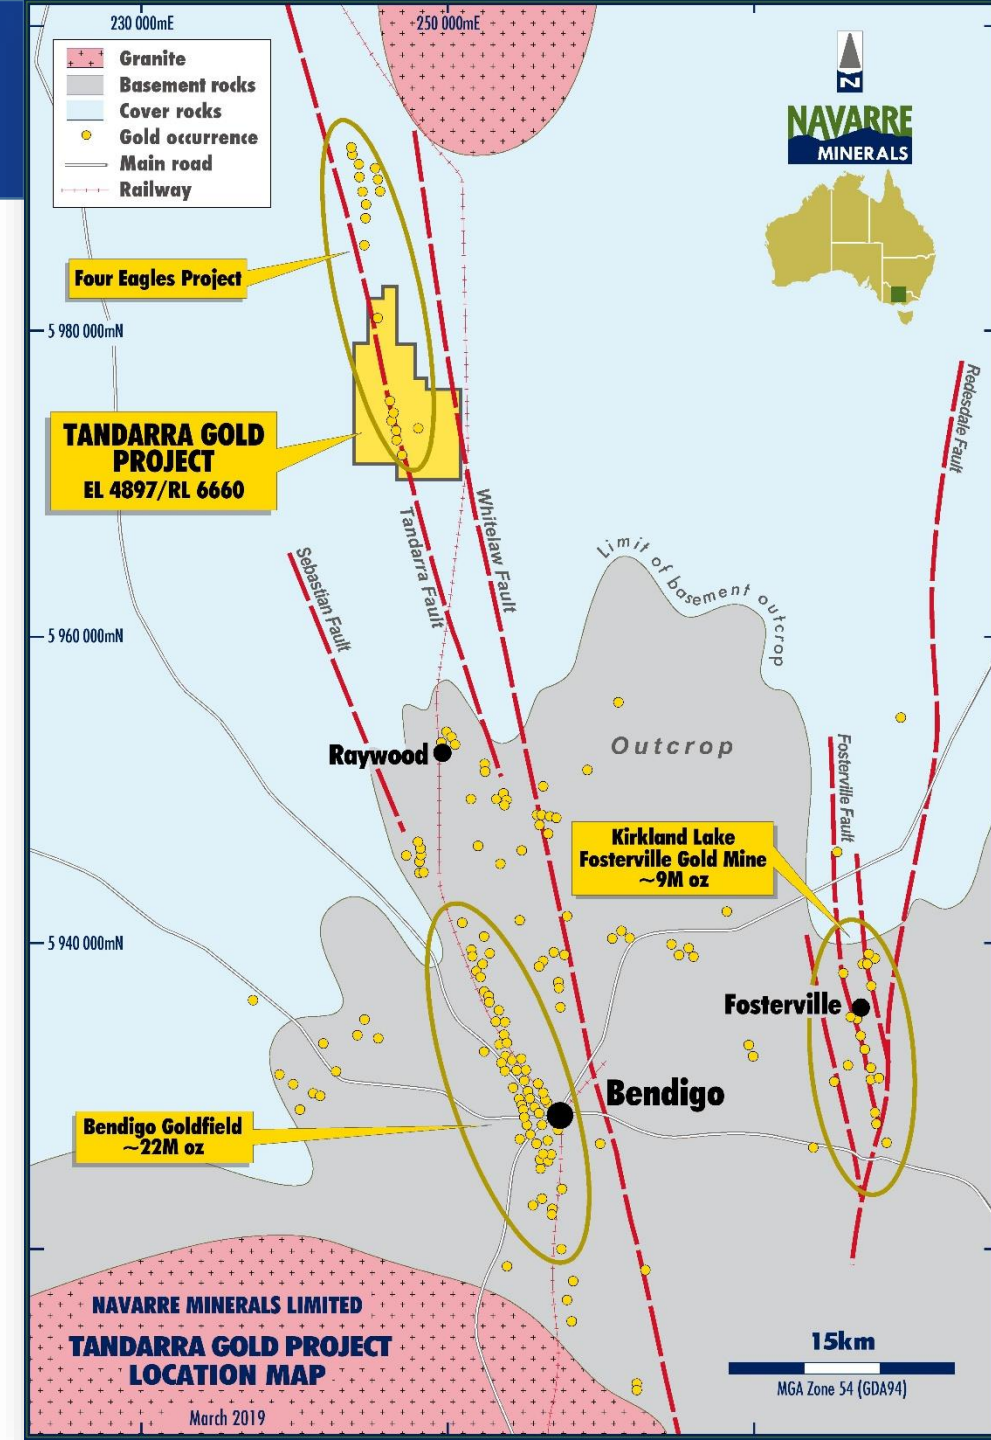 230 000mE
250 000mE
Granite
Basement rocks
Cover rocks
Gold occurrence
Main road
Railway
N
NAVARRE
MINERALS
Four Eagles Project
5 980 000mN
TANDARRA GOLD
PROJECT
EL 4897/RL 6660
Redesdale Fault
Whitelaw Fault
Tandarra Fault
Sebastian Fault
Limit of basement outcrop
5 960 000mN
Raywood
Outcrop
Fosterville Fault
Kirkland Lake
Fosterville Gold Mine
~9M oz
5 940 000mN
Fosterville
Bendigo
Bendigo Goldfield
~22M oz
NAVARRE MINERALS LIMITED
TANDARRA GOLD PROJECT
LOCATION MAP
March 2019
15km
MGA Zone 54 (GDA94)